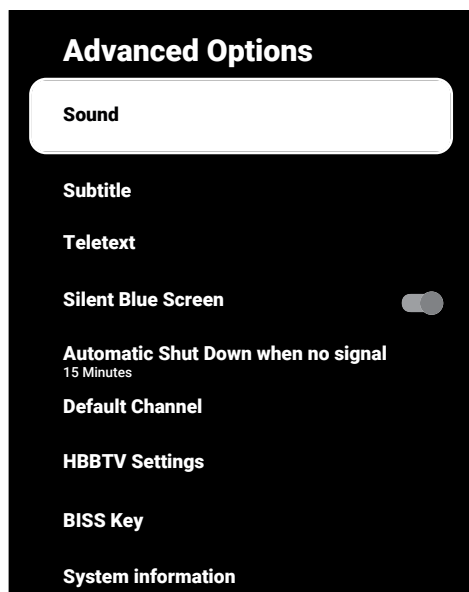 Advanced Options
Sound
Subtitle
Teletext
Silent Blue Screen
Automatic Shut Down when no signal
15 Minutes
Default Channel
HBBTV Settings
BISS Key
System information